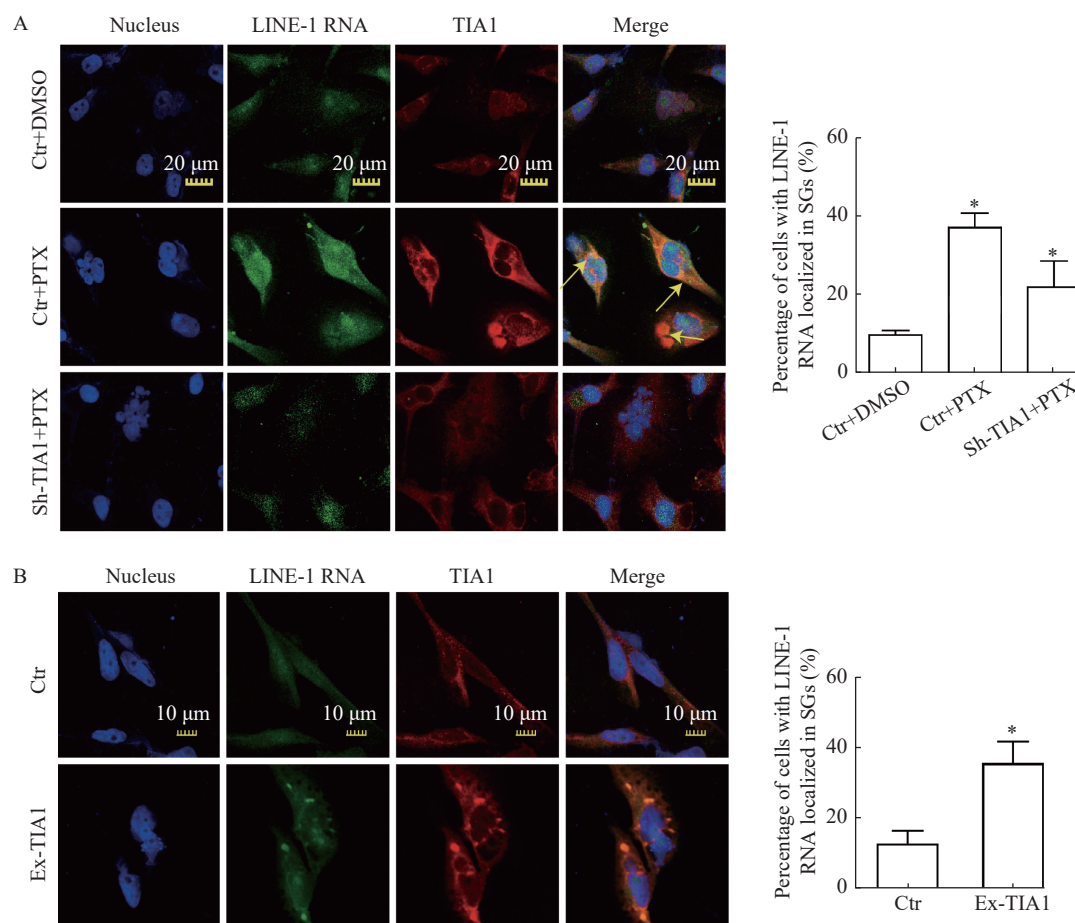 A
Nucleus LINE-1 RNA TIA1 Merge
Ctr+DMSO
20 μm 20 μm 20 μm 20 μm
Ctr+PTX
Sh-TIA1+PTX
Percentage of cells with LINE-1
RNA localized in SGs (%)
60
40
20
0
* *
Ctr+DMSO Ctr+PTX Sh-TIA1+PTX
B
Nucleus LINE-1 RNA TIA1 Merge
Ctr
10 μm 10 μm 10 μm 10 μm
Ex-TIA1
Percentage of cells with LINE-1
RNA localized in SGs (%)
60
40
20
0
*
Ctr Ex-TIA1